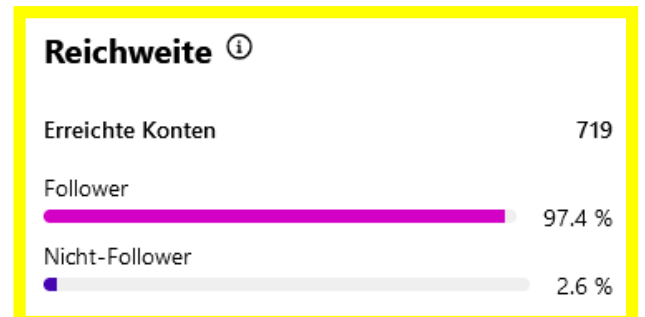 Reichweite
Erreichte Konten 719
Follower
97.4 %
Nicht-Follower
2.6 %